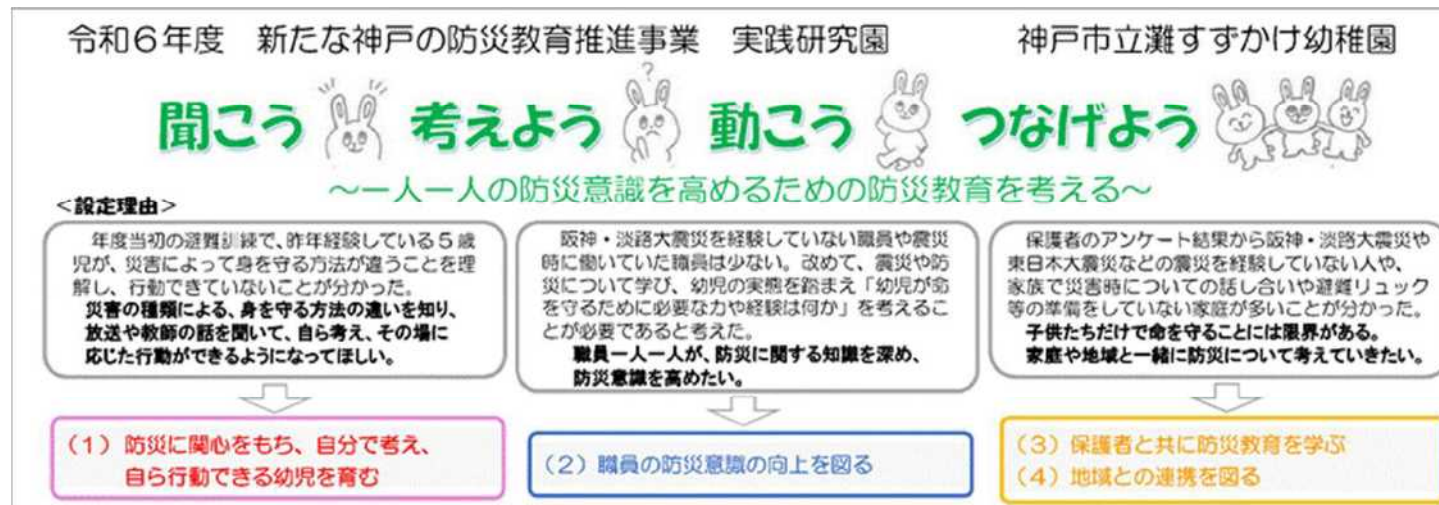 令和6年度　新たな神戸の防災教育推進事業　実践研究園　神戸市立灘すずかけ幼稚園
聞こう　考えよう　動こう　つなげよう
?
～一人一人の防災意識を高めるための防災教育を考える～
＜設定理由＞
年度当初の避難訓練で、昨年経験している5歳
児が、災害によって身を守る方法が違うことを理
解し、行動できていないことが分かった。
災害の種類による、身を守る方法の違いを知り、
放送や教師の話を聞いて、自ら考え、その場に
応じた行動ができるようになってほしい。
阪神・淡路大震災を経験していない職員や震災
時に働いていた職員は少ない。改めて、震災や防
災について学び、幼児の実態を踏まえ「幼児が命
を守るために必要な力や経験は何か」を考えるこ
とが必要であると考えた。
職員一人一人が、防災に関する知識を深め、
防災意識を高めたい。
保護者のアンケート結果から阪神・淡路大震災や
東日本大震災などの震災を経験していない人や、
家族で災害時についての話し合いや避難リュック
等の準備をしていない家庭が多いことが分かった。
子供たちだけで命を守ることには限界がある。
家庭や地域と一緒に防災について考えていきたい。
（1）防災に関心をもち、自分で考え、
自ら行動できる幼児を育む
（2）職員の防災意識の向上を図る
（3）保護者と共に防災教育を学ぶ
（4）地域との連携を図る